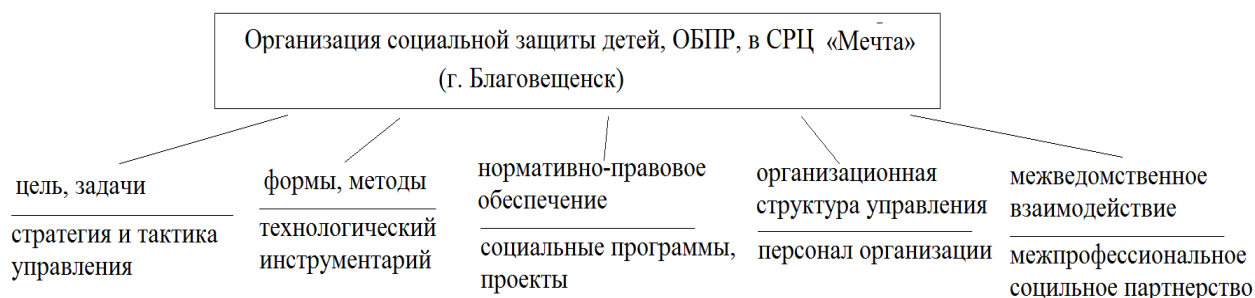 Организация социальной защиты детей, ОБПР, в СРЦ «Мечта»
(г. Благовещенск)
цель, задачи
стратегия и тактика
управления
формы, методы
технологический
инструментарий
нормативно-правовое
обеспечение
социальные программы,
проекты
организационная
структура управления
персонал организации
межведомственное
взаимодействие
межпрофессиональное
социльное партнерство